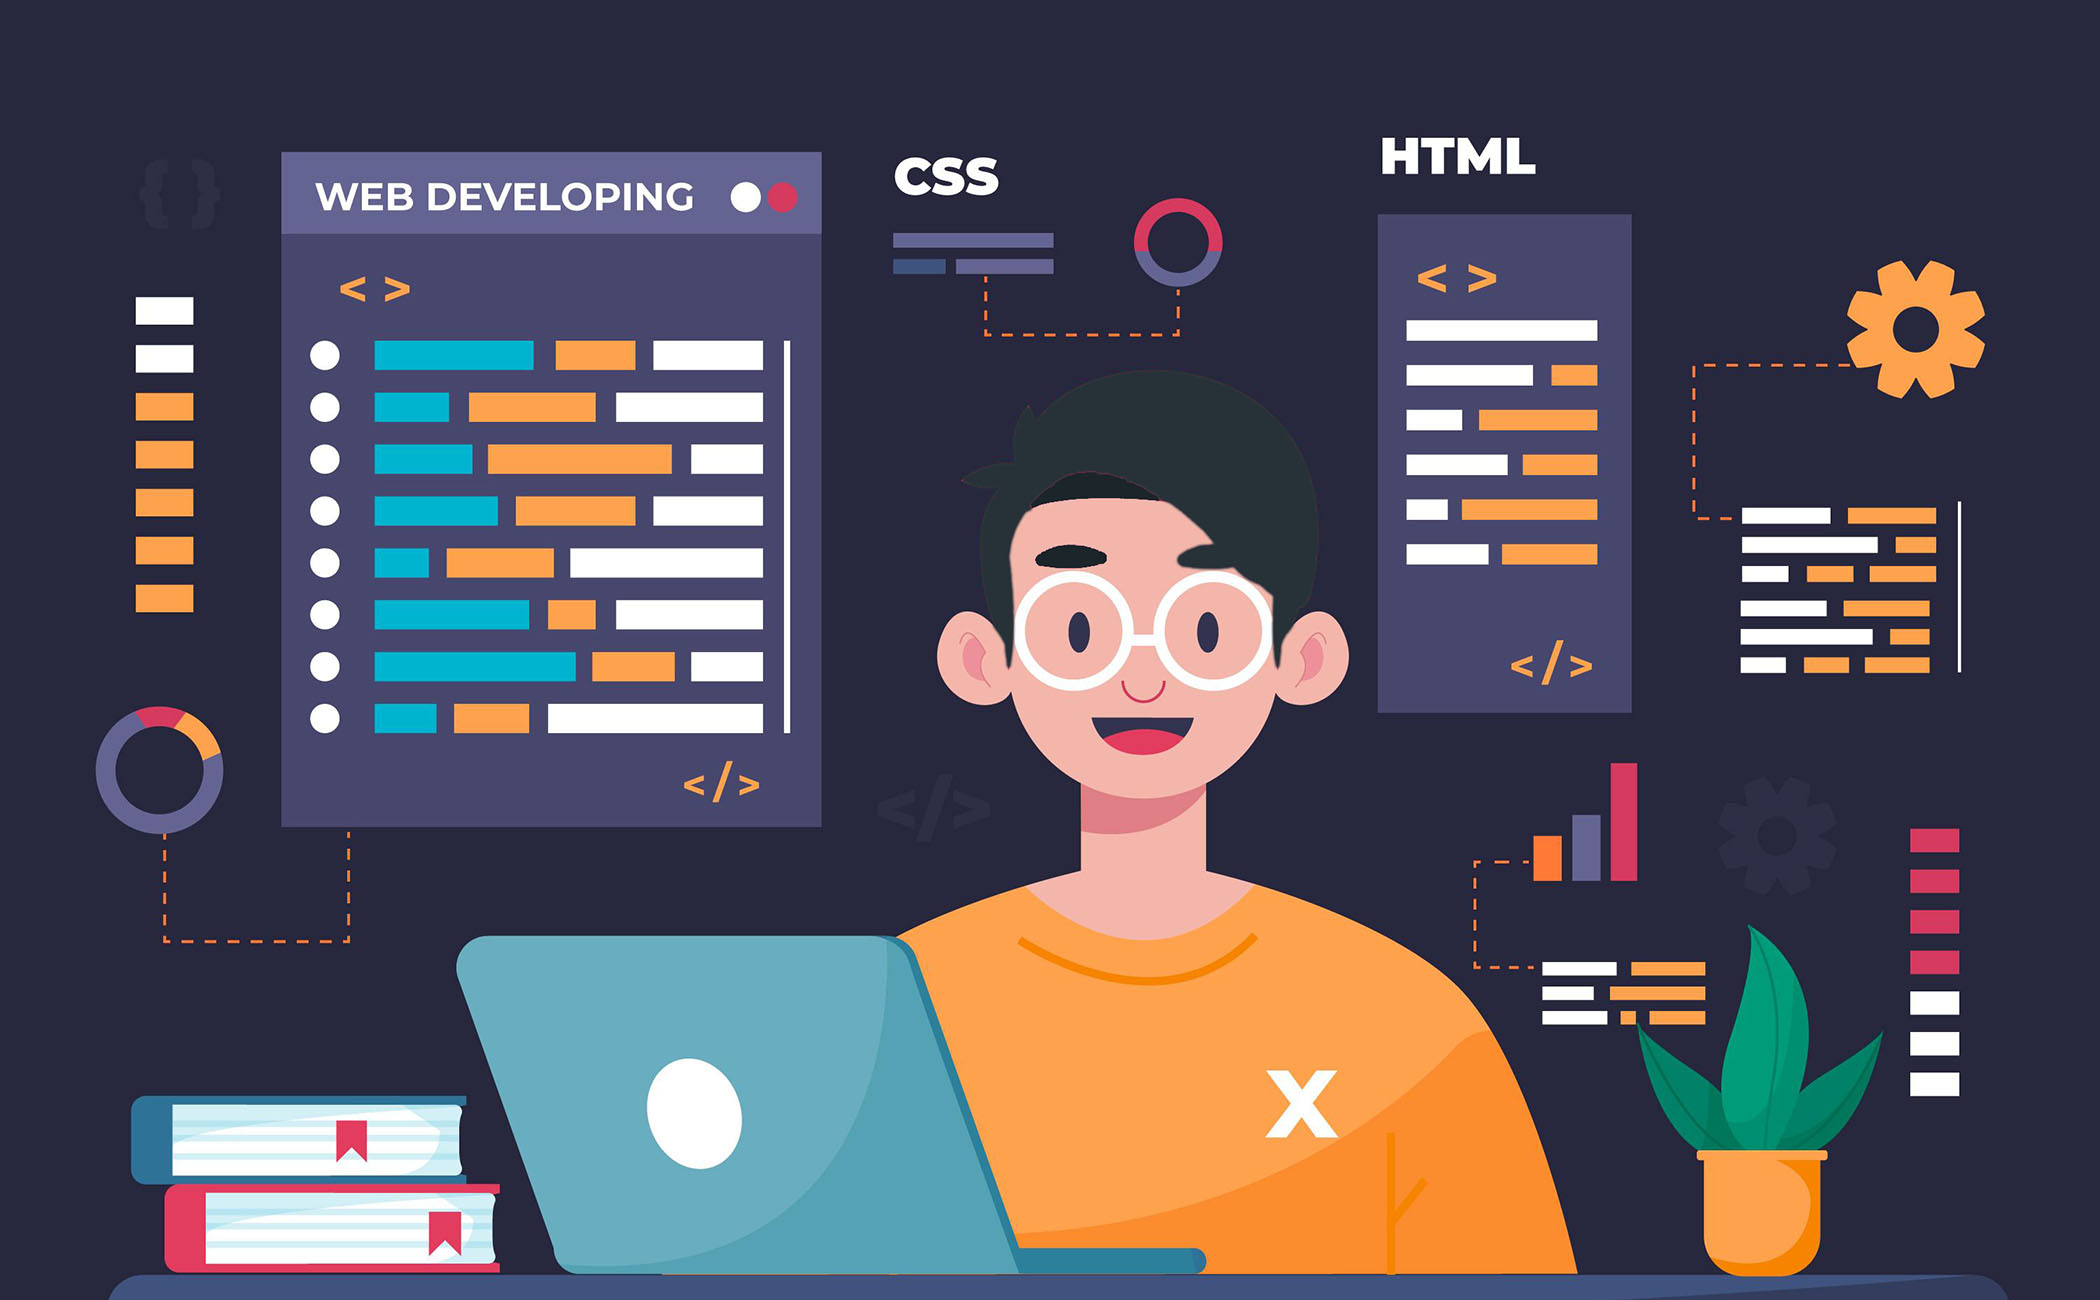 { }
WEB DEVELOPING
< >
</>
CSS
HTML
< >
</>
</>
X